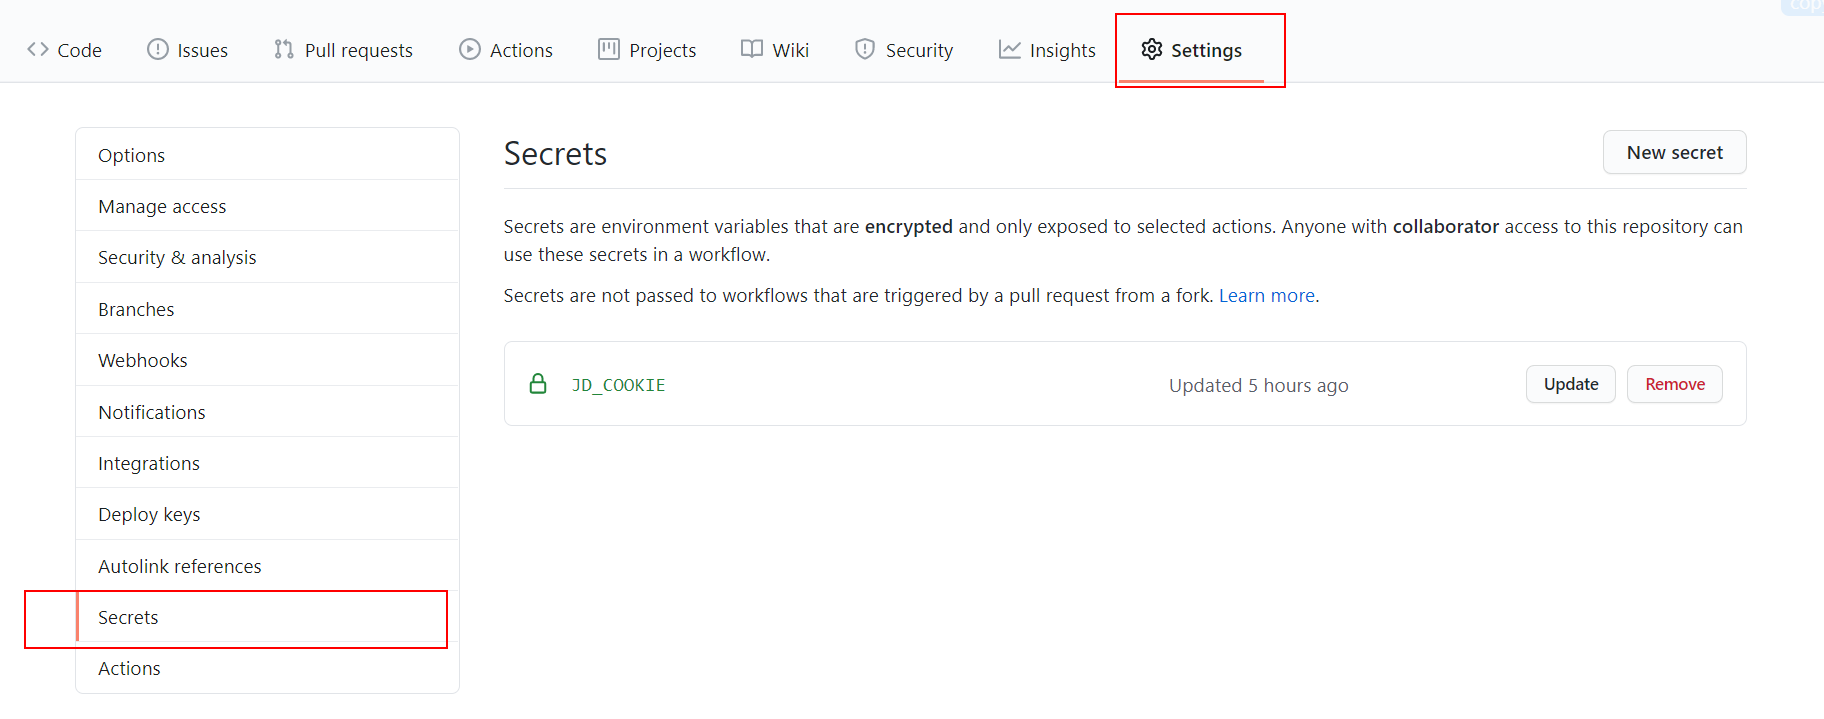 Code Issues Pull requests Actions Projects Wiki Security Insights Settings
Options
Manage access
Security & analysis
Branches
Webhooks
Notifications
Integrations
Deploy keys
Autolink references
Secrets
Actions
Secrets
New secret
Secrets are environment variables that are encrypted and only exposed to selected actions. Anyone with collaborator access to this repository can
use these secrets in a workflow.
Secrets are not passed to workflows that are triggered by a pull request from a fork. Learn more.
JD_COOKIE Updated 5 hours ago Update Remove